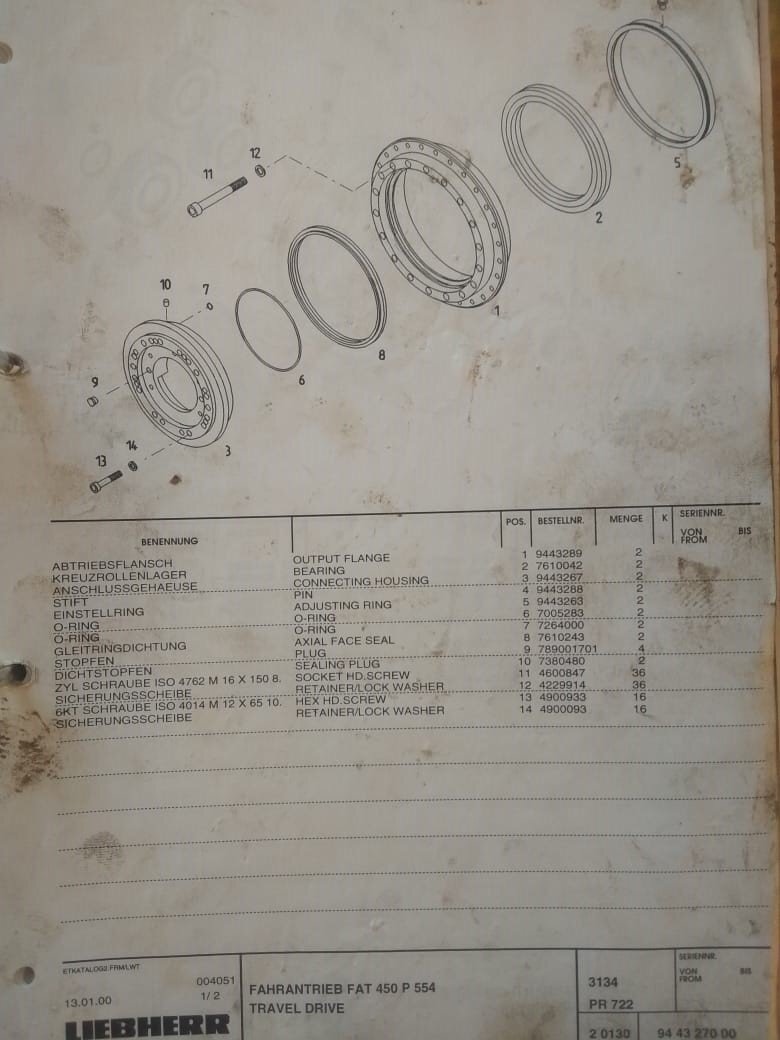 5
2
12
11
1
10
7
8
6
9
3
14
13
BENENNUNG POS. BESTELLNR. MENGE K SERIENNR.
VON BIS
FROM
ABTRIEBSFLANSCH OUTPUT FLANGE 1 9443289 2
KREUZROLLENLAGER BEARING 2 7610042 2
ANSCHLUSSGEHAEUSE CONNECTING HOUSING 3 9443267 2
STIFT PIN 4 9443288 2
EINSTELLRING ADJUSTING RING 5 9443263 2
O-RING O-RING 6 7005283 2
O-RING O-RING 7 7264000 2
GLEITRINGDICHTUNG AXIAL FACE SEAL 8 7610243 2
STOPFEN PLUG 9 789001701 4
DICHTSTOPFEN SEALING PLUG 10 7380480 2
ZYL SCHRAUBE ISO 4762 M 16 X 150 8. SOCKET HD.SCREW 11 4600847 36
SICHERUNGSSCHEIBE RETAINER/LOCK WASHER 12 4229914 36
6KT SCHRAUBE ISO 4014 M 12 X 65 10. HEX HD.SCREW 13 4900933 16
SICHERUNGSSCHEIBE RETAINER/LOCK WASHER 14 4900093 16
ETKATALOG2.FRM/LWT
004051
13.01.00 1/ 2
LIEBHERR
FAHRANTRIEB FAT 450 P 554
TRAVEL DRIVE
3134
PR 722
SERIENNR.
VON BIS
FROM
2 0130 94 43 270 00